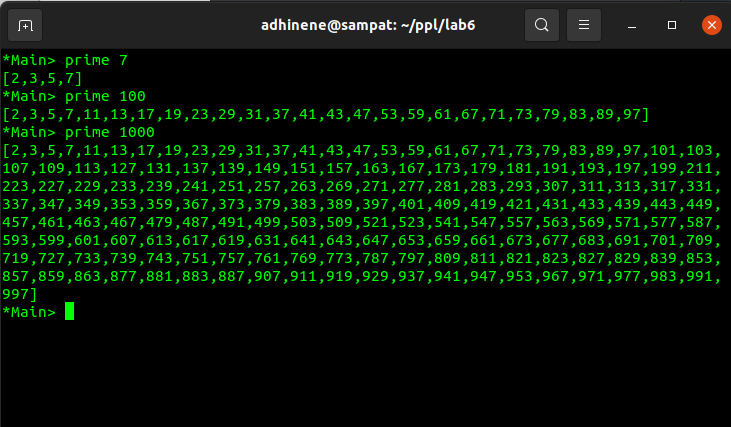 adhinene@sampat: ~/ppl/lab6
*Main> prime 7
[2,3,5,7]
*Main> prime 100
[2,3,5,7,11,13,17,19,23,29,31,37,41,43,47,53,59,61,67,71,73,79,83,89,97]
*Main> prime 1000
[2,3,5,7,11,13,17,19,23,29,31,37,41,43,47,53,59,61,67,71,73,79,83,89,97,101,103,
107,109,113,127,131,137,139,149,151,157,163,167,173,179,181,191,193,197,199,211,
223,227,229,233,239,241,251,257,263,269,271,277,281,283,293,307,311,313,317,331,
337,347,349,353,359,367,373,379,383,389,397,401,409,419,421,431,433,439,443,449,
457,461,463,467,479,487,491,499,503,509,521,523,541,547,557,563,569,571,577,587,
593,599,601,607,613,617,619,631,641,643,647,653,659,661,673,677,683,691,701,709,
719,727,733,739,743,751,757,761,769,773,787,797,809,811,821,823,827,829,839,853,
857,859,863,877,881,883,887,907,911,919,929,937,941,947,953,967,971,977,983,991,
997]
*Main>